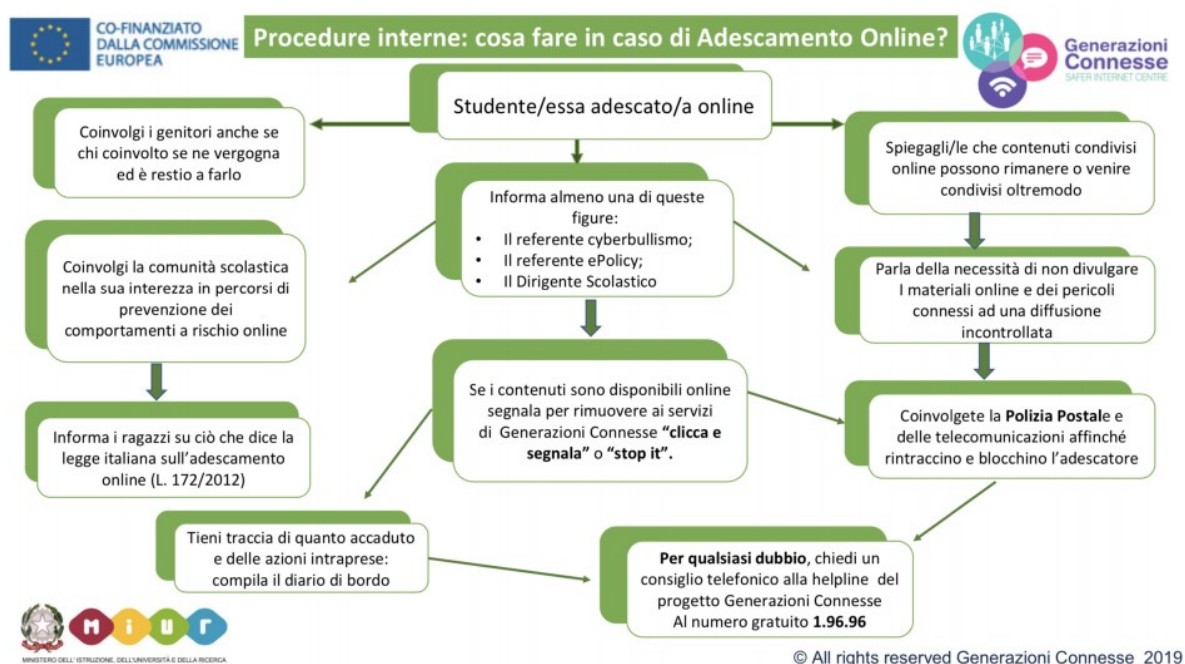 CO-FINANZIATO
DALLA COMMISSIONE
EUROPEA
Procedure interne: cosa fare in caso di Adescamento Online?
Generazioni
Connesse
SAFER INTERNET CENTRE
Studente/essa adescato/a online
Coinvolgi i genitori anche se
chi coinvolto se ne vergogna
ed è restio a farlo
Informa almeno una di queste
figure:
• Il referente cyberbullismo;
• Il referente ePolicy;
• Il Dirigente Scolastico
Spiegagli/le che contenuti condivisi
online possono rimanere o venire
condivisi oltremodo
Coinvolgi la comunità scolastica
nella sua interezza in percorsi di
prevenzione dei
comportamenti a rischio online
Parla della necessità di non divulgare
I materiali online e dei pericoli
connessi ad una diffusione
incontrollata
Se i contenuti sono disponibili online
segnala per rimuovere ai servizi
di Generazioni Connesse “clicca e
segnala” o “stop it”.
Informa i ragazzi su ciò che dice la
legge italiana sull’adescamento
online (L. 172/2012)
Coinvolgete la Polizia Postale e
delle telecomunicazioni affinché
rintraccino e blocchino l’adescatore
Tieni traccia di quanto accaduto
e delle azioni intraprese:
compila il diario di bordo
Per qualsiasi dubbio, chiedi un
consiglio telefonico alla helpline del
progetto Generazioni Connesse
Al numero gratuito 1.96.96
MiUr
MINISTERO DELL' ISTRUZIONE, DELL'UNIVERSITÀ E DELLA RICERCA
© All rights reserved Generazioni Connesse 2019